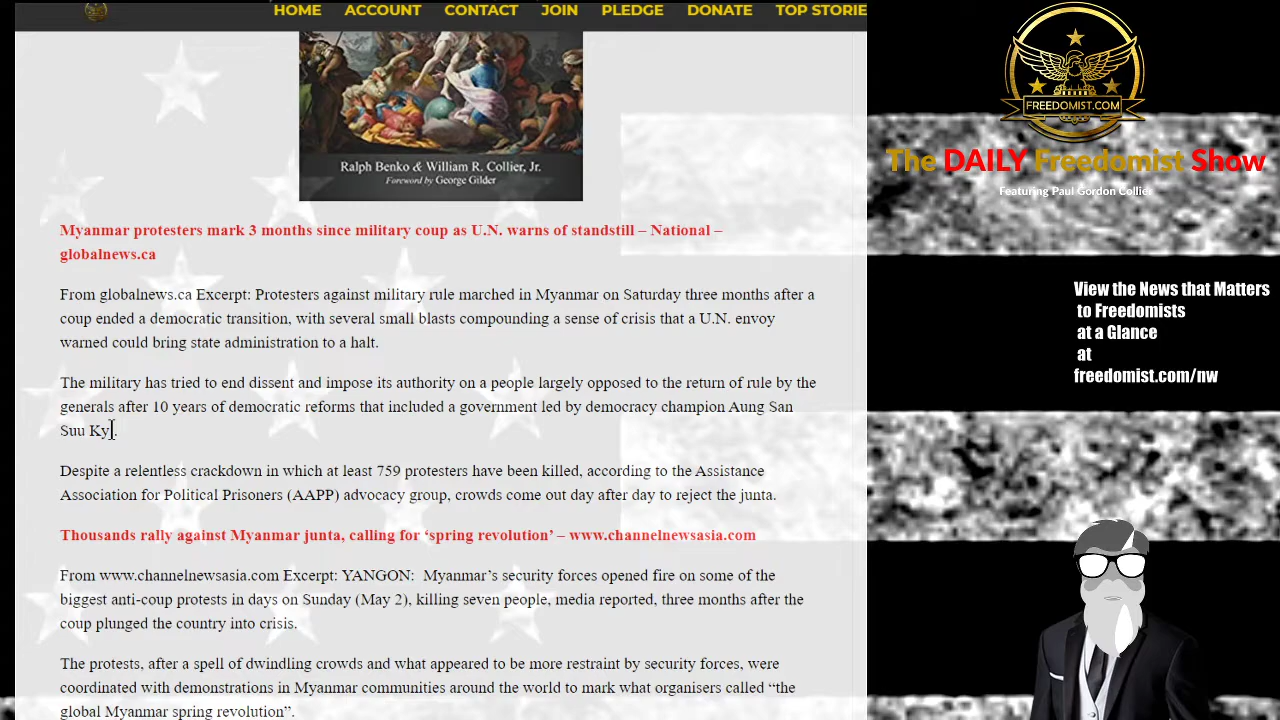 HOME ACCOUNT CONTACT JOIN PLEDGE DONATE TOP STORIE
Ralph Benko & William R. Collier, Jr.
Foreword by George Gilder
Myanmar protesters mark 3 months since military coup as U.N. warns of standstill – National –
globalnews.ca
From globalnews.ca Excerpt: Protesters against military rule marched in Myanmar on Saturday three months after a
coup ended a democratic transition, with several small blasts compounding a sense of crisis that a U.N. envoy
warned could bring state administration to a halt.
The military has tried to end dissent and impose its authority on a people largely opposed to the return of rule by the
generals after 10 years of democratic reforms that included a government led by democracy champion Aung San
Suu Kyi.
Despite a relentless crackdown in which at least 759 protesters have been killed, according to the Assistance
Association for Political Prisoners (AAPP) advocacy group, crowds come out day after day to reject the junta.
Thousands rally against Myanmar junta, calling for ‘spring revolution’ – www.channelnewsasia.com
From www.channelnewsasia.com Excerpt: YANGON: Myanmar’s security forces opened fire on some of the
biggest anti-coup protests in days on Sunday (May 2), killing seven people, media reported, three months after the
coup plunged the country into crisis.
The protests, after a spell of dwindling crowds and what appeared to be more restraint by security forces, were
coordinated with demonstrations in Myanmar communities around the world to mark what organisers called “the
global Myanmar spring revolution”.
FREEDOMIST.COM
The DAILY Freedomist Show
Featuring Paul Gordon Collie
View the News that Matters
to Freedomists
at a Glance
at
freedomist.com/nw